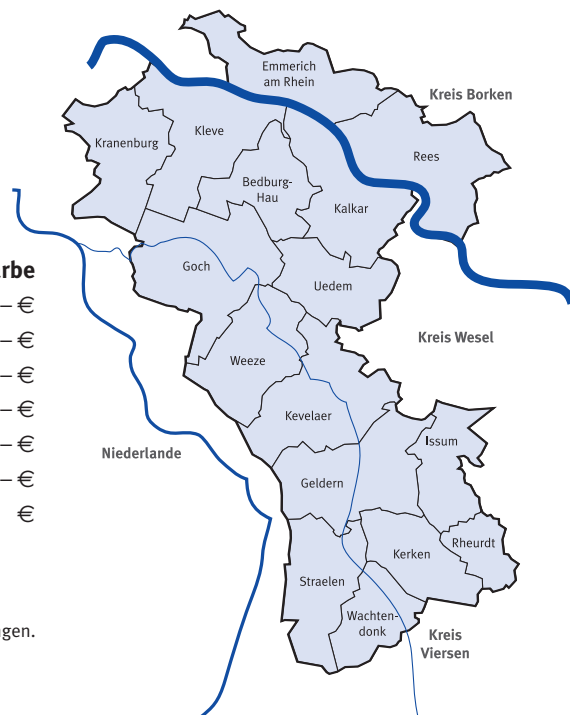 Emmerich
am Rhein
Kreis Borken
Kleve
Kranenburg
Rees
Bedburg-
Hau
Kalkar
Goch
Uedem
Kreis Wesel
Weeze
Kevelaer
Issum
Niederlande
Geldern
Rheurdt
Kerken
Straelen
Wachten-
donk
Kreis
Viersen
rbe
– €
– €
– €
– €
– €
– €
€
gen.